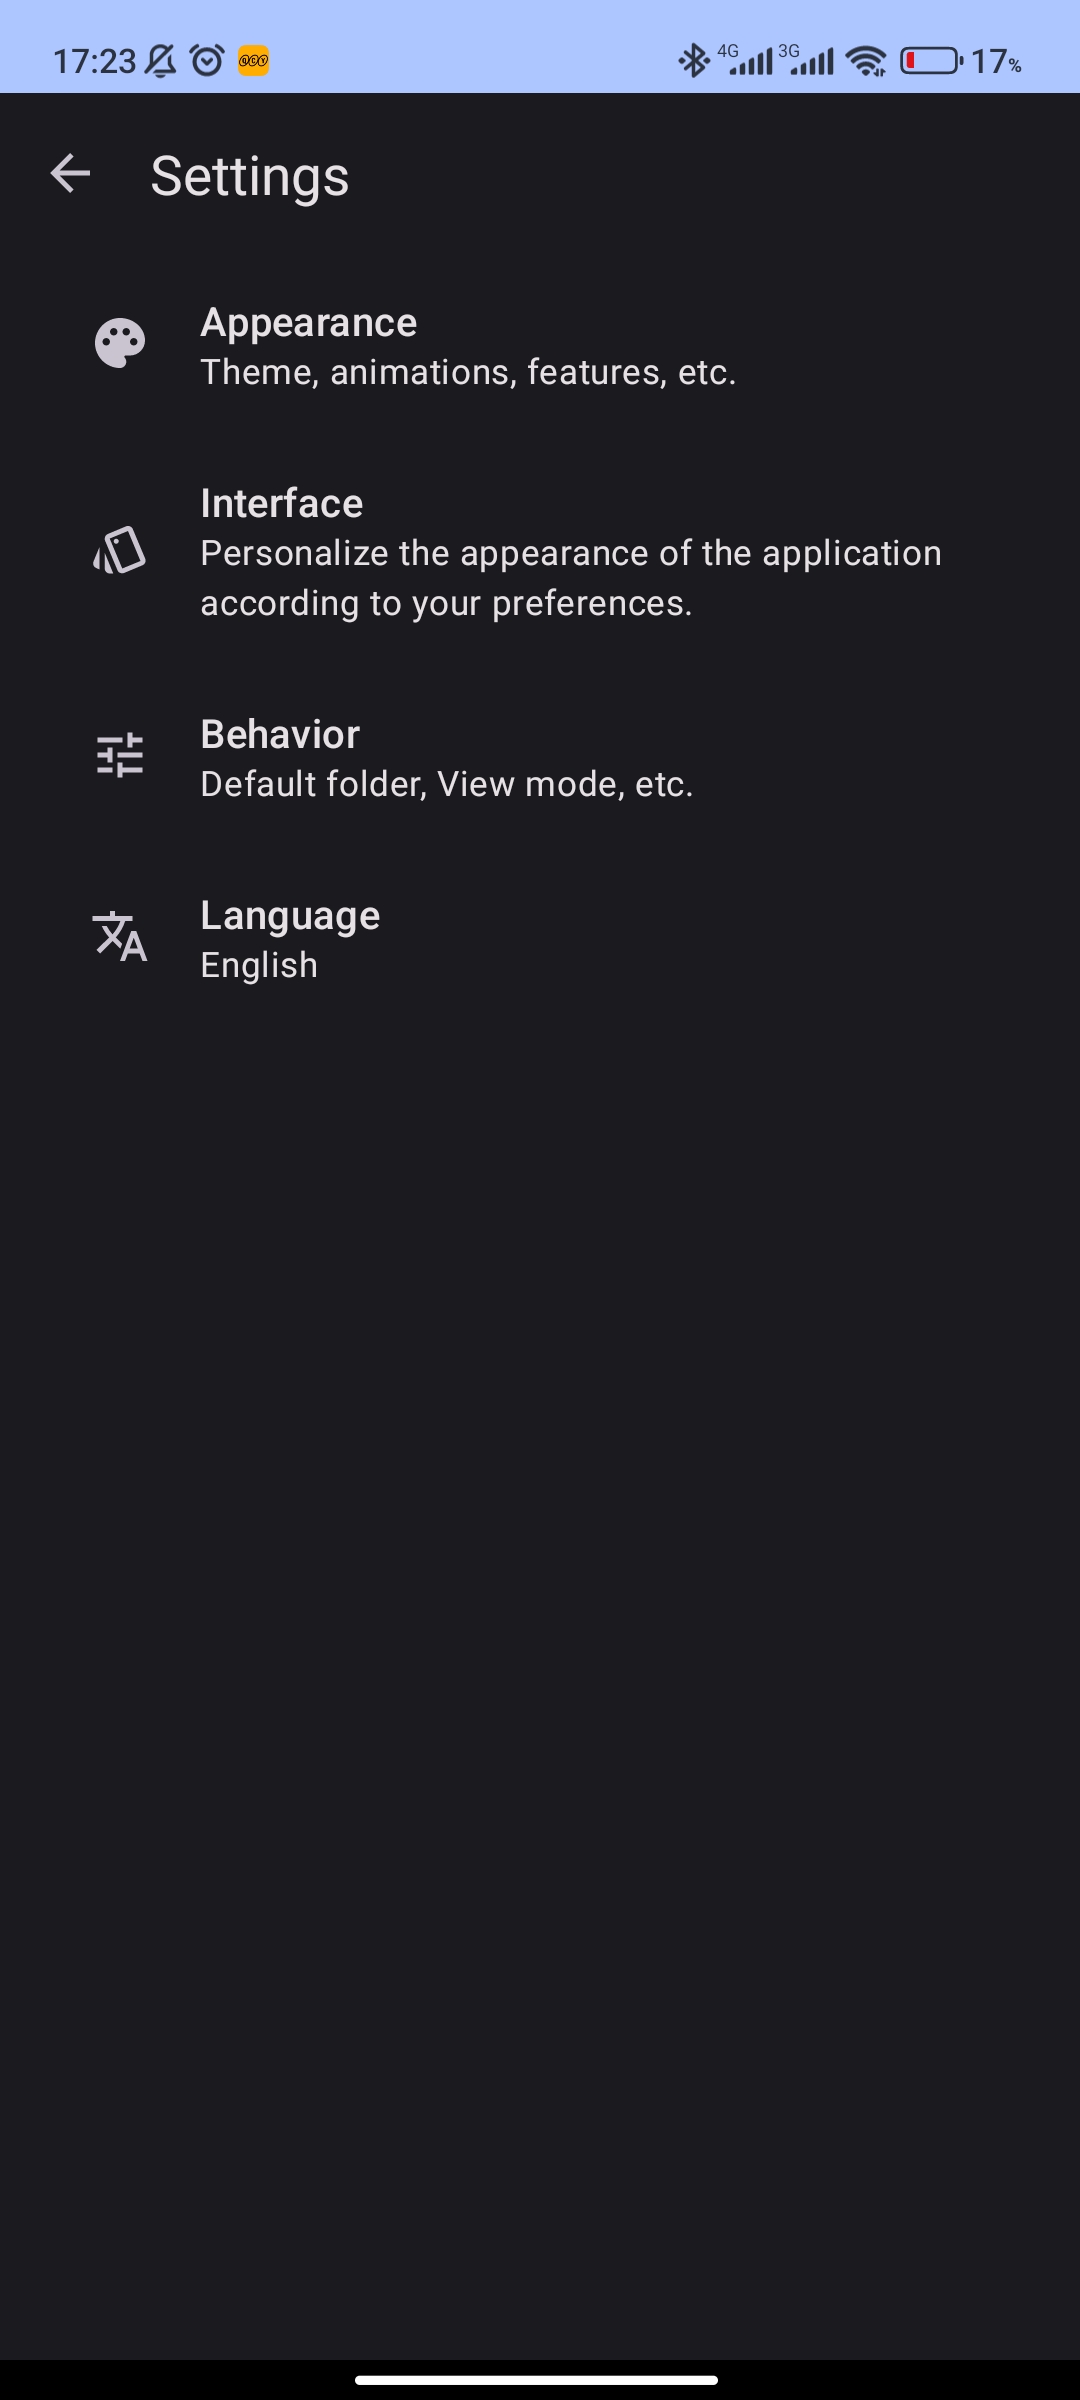 17:23 4G 3G 17%
Settings
Appearance
Theme, animations, features, etc.
Interface
Personalize the appearance of the application
according to your preferences.
Behavior
Default folder, View mode, etc.
Language
English